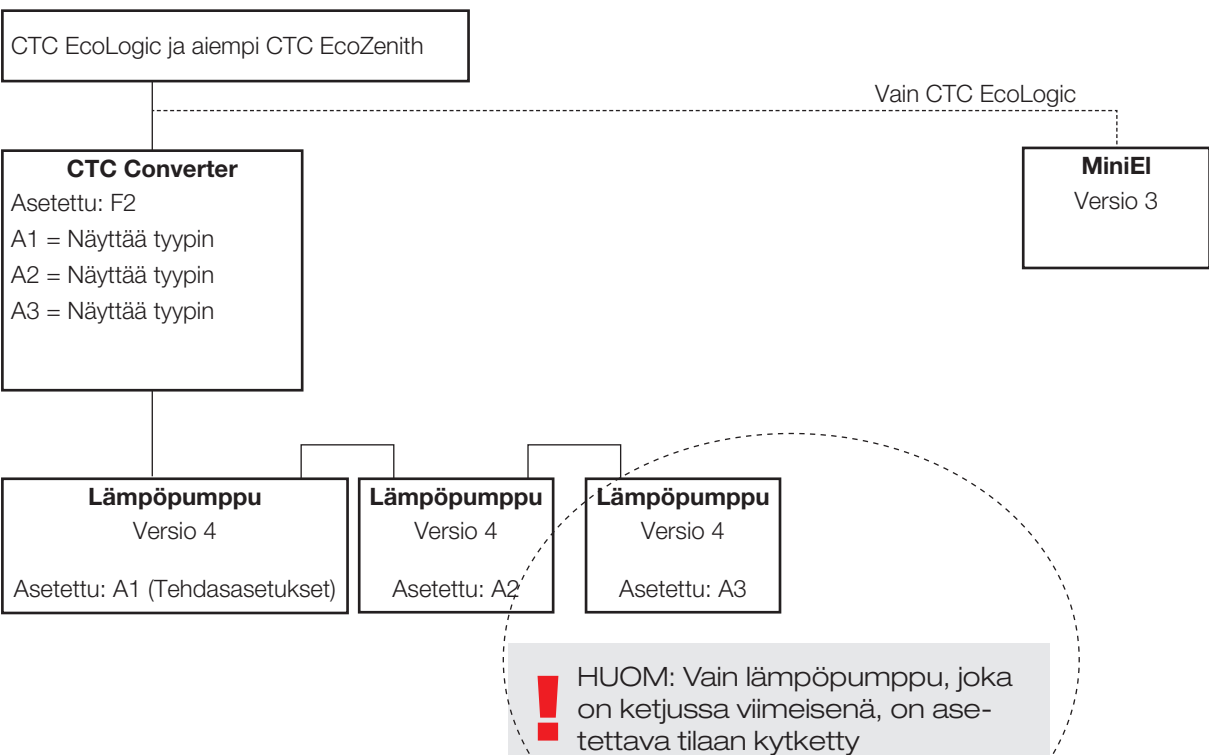 CTC EcoLogic ja aiempi CTC EcoZenith
Vain CTC EcoLogic
CTC Converter
Asetettu: F2
A1 = Näyttää tyypin
A2 = Näyttää tyypin
A3 = Näyttää tyypin
MiniEl
Versio 3
Lämpöpumppu
Versio 4
Asetettu: A1 (Tehdasasetukset)
Lämpöpumppu
Versio 4
Asetettu: A2
Lämpöpumppu
Versio 4
Asetettu: A3
! HUOM: Vain lämpöpumppu, joka
on ketjussa viimeisenä, on ase-
tettava tilaan kytketty